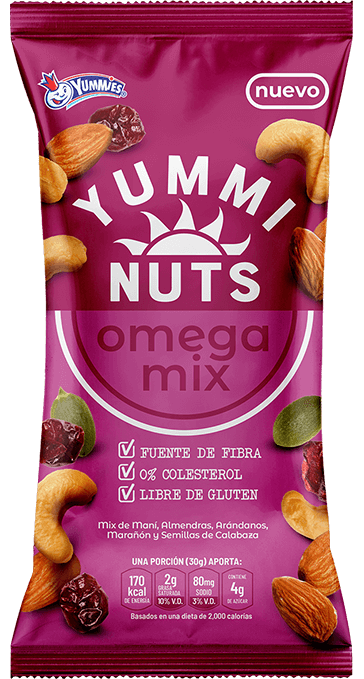 YUMMIES
nuevo
YUMMI
NUTS
omega
mix
FUENTE DE FIBRA
0% COLESTEROL
LIBRE DE GLUTEN
Mix de Maní, Almendras, Arándanos,
Marañón y Semillas de Calabaza
UNA PORCIÓN (30g) APORTA:
170 kcal DE ENERGÍA
2g GRASA SATURADA 10% V.D.
80mg SODIO 3% V.D.
CONTIENE 4g DE AZÚCAR
Basados en una dieta de 2,000 calorías